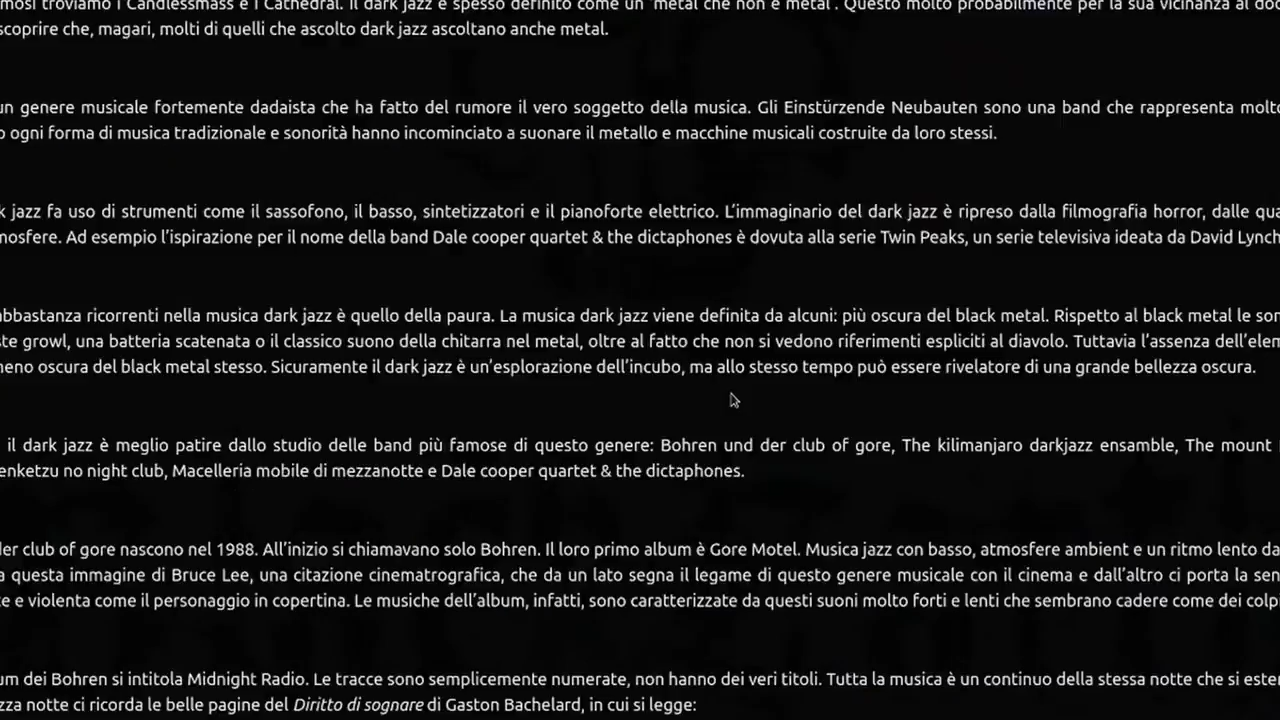 mosi troviamo i Candlessmass e i Cathedral. Il dark jazz è spesso definito come un "metal che non è metal". Questo molto probabilmente per la sua vicinanza al doo
scoprire che, magari, molti di quelli che ascolto dark jazz ascoltano anche metal.
un genere musicale fortemente dadaista che ha fatto del rumore il vero soggetto della musica. Gli Einstürzende Neubauten sono una band che rappresenta molto
o ogni forma di musica tradizionale e sonorità hanno incominciato a suonare il metallo e macchine musicali costruite da loro stessi.
k jazz fa uso di strumenti come il sassofono, il basso, sintetizzatori e il pianoforte elettrico. L'immaginario del dark jazz è ripreso dalla filmografia horror, dalle qua
mosfere. Ad esempio l'ispirazione per il nome della band Dale cooper quartet & the dictaphones è dovuta alla serie Twin Peaks, un serie televisiva ideata da David Lynch
abbastanza ricorrenti nella musica dark jazz è quello della paura. La musica dark jazz viene definita da alcuni: più oscura del black metal. Rispetto al black metal le son
ste growl, una batteria scatenata o il classico suono della chitarra nel metal, oltre al fatto che non si vedono riferimenti espliciti al diavolo. Tuttavia l'assenza dell'elem
meno oscura del black metal stesso. Sicuramente il dark jazz è un'esplorazione dell'incubo, ma allo stesso tempo può essere rivelatore di una grande bellezza oscura.
il dark jazz è meglio patire dallo studio delle band più famose di questo genere: Bohren und der club of gore, The kilimanjaro darkjazz ensamble, The mount
enketzu no night club, Macelleria mobile di mezzanotte e Dale cooper quartet & the dictaphones.
der club of gore nascono nel 1988. All'inizio si chiamavano solo Bohren. Il loro primo album è Gore Motel. Musica jazz con basso, atmosfere ambient e un ritmo lento da
a questa immagine di Bruce Lee, una citazione cinematrografica, che da un lato segna il legame di questo genere musicale con il cinema e dall'altro ci porta la sen
te e violenta come il personaggio in copertina. Le musiche dell'album, infatti, sono caratterizzate da questi suoni molto forti e lenti che sembrano cadere come dei colpi
um dei Bohren si intitola Midnight Radio. Le tracce sono semplicemente numerate, non hanno dei veri titoli. Tutta la musica è un continuo della stessa notte che si esten
zza notte ci ricorda le belle pagine del Diritto di sognare di Gaston Bachelard, in cui si legge: